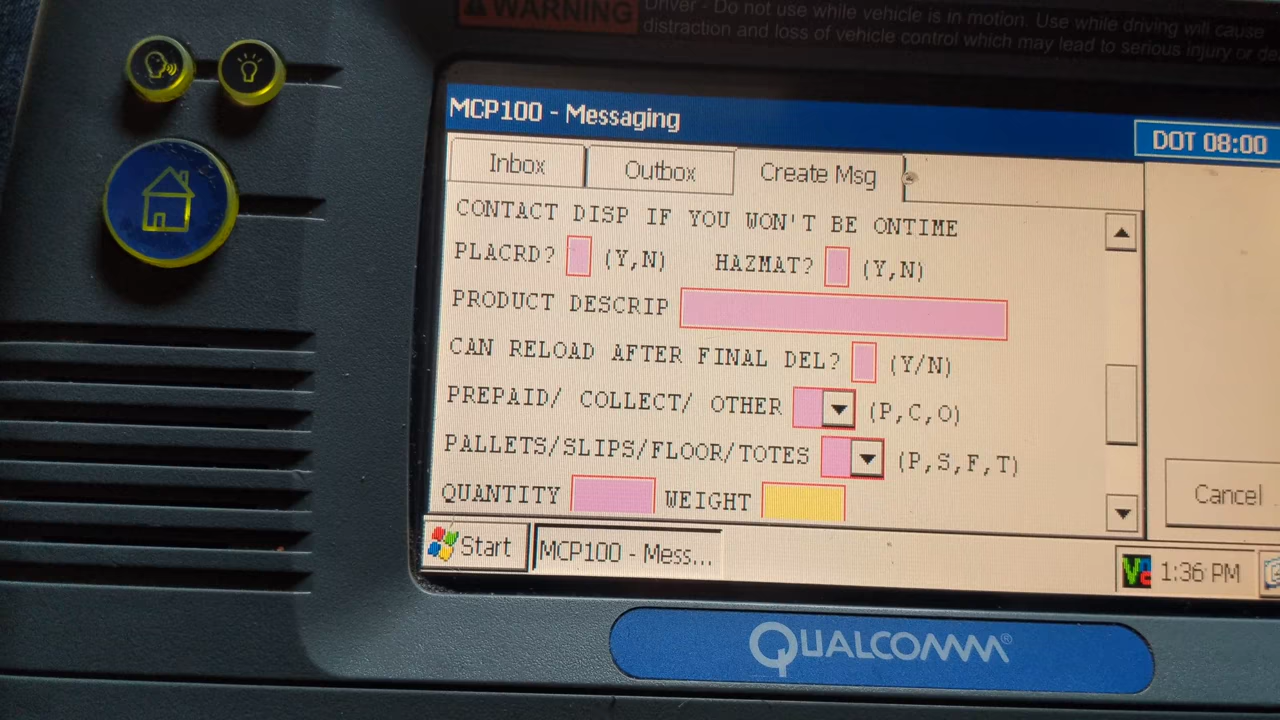 WARNING Driver - Do not use while vehicle is in motion. Use while driving will cause
distraction and loss of vehicle control which may lead to serious injury or
MCP100 - Messaging
DOT 08:00
Inbox Outbox Create Msg
CONTACT DISP IF YOU WON'T BE ONTIME
PLACRD? (Y,N) HAZMAT? (Y,N)
PRODUCT DESCRIP
CAN RELOAD AFTER FINAL DEL? (Y/N)
PREPAID/ COLLECT/ OTHER (P,C,O)
PALLETS/SLIPS/FLOOR/TOTES (P,S,F,T)
QUANTITY WEIGHT
Cancel
Start MCP100 - Mess... 1:36 PM
QUALCOMM®